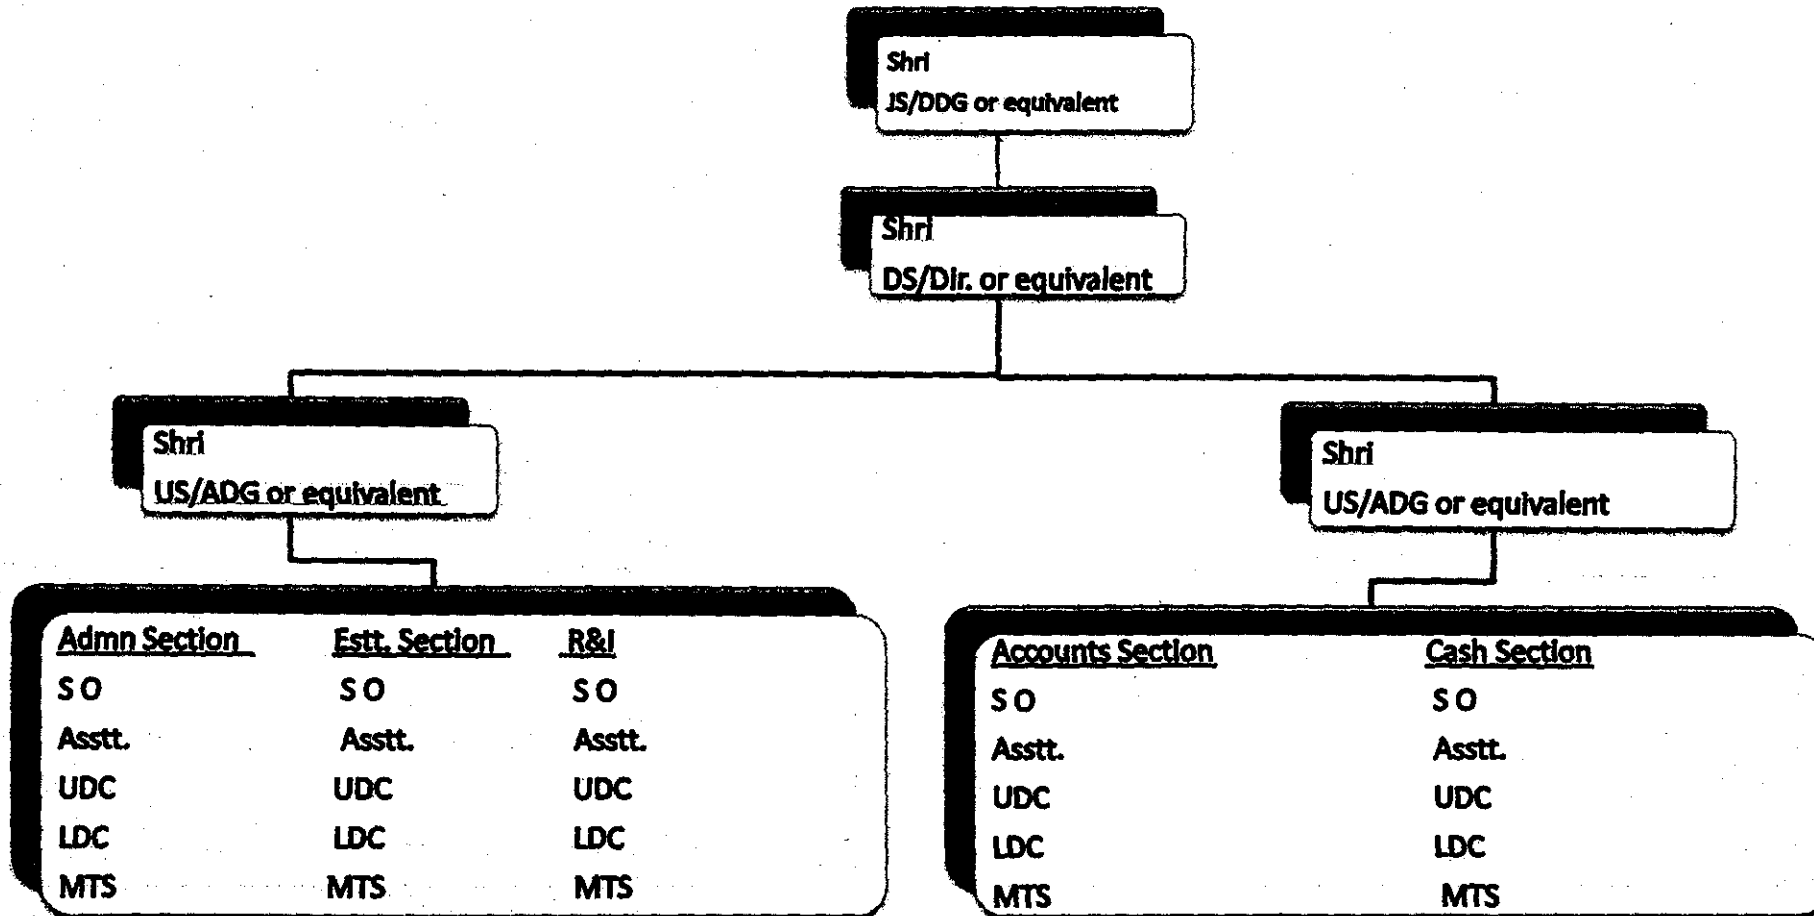 Shri
JS/DDG or equivalent
Shri
DS/Dir. or equivalent
Shri
US/ADG or equivalent
Shri
US/ADG or equivalent
Admn Section Estt. Section R&I
S O S O S O
Asstt. Asstt. Asstt.
UDC UDC UDC
LDC LDC LDC
MTS MTS MTS
Accounts Section Cash Section
S O S O
Asstt. Asstt.
UDC UDC
LDC LDC
MTS MTS